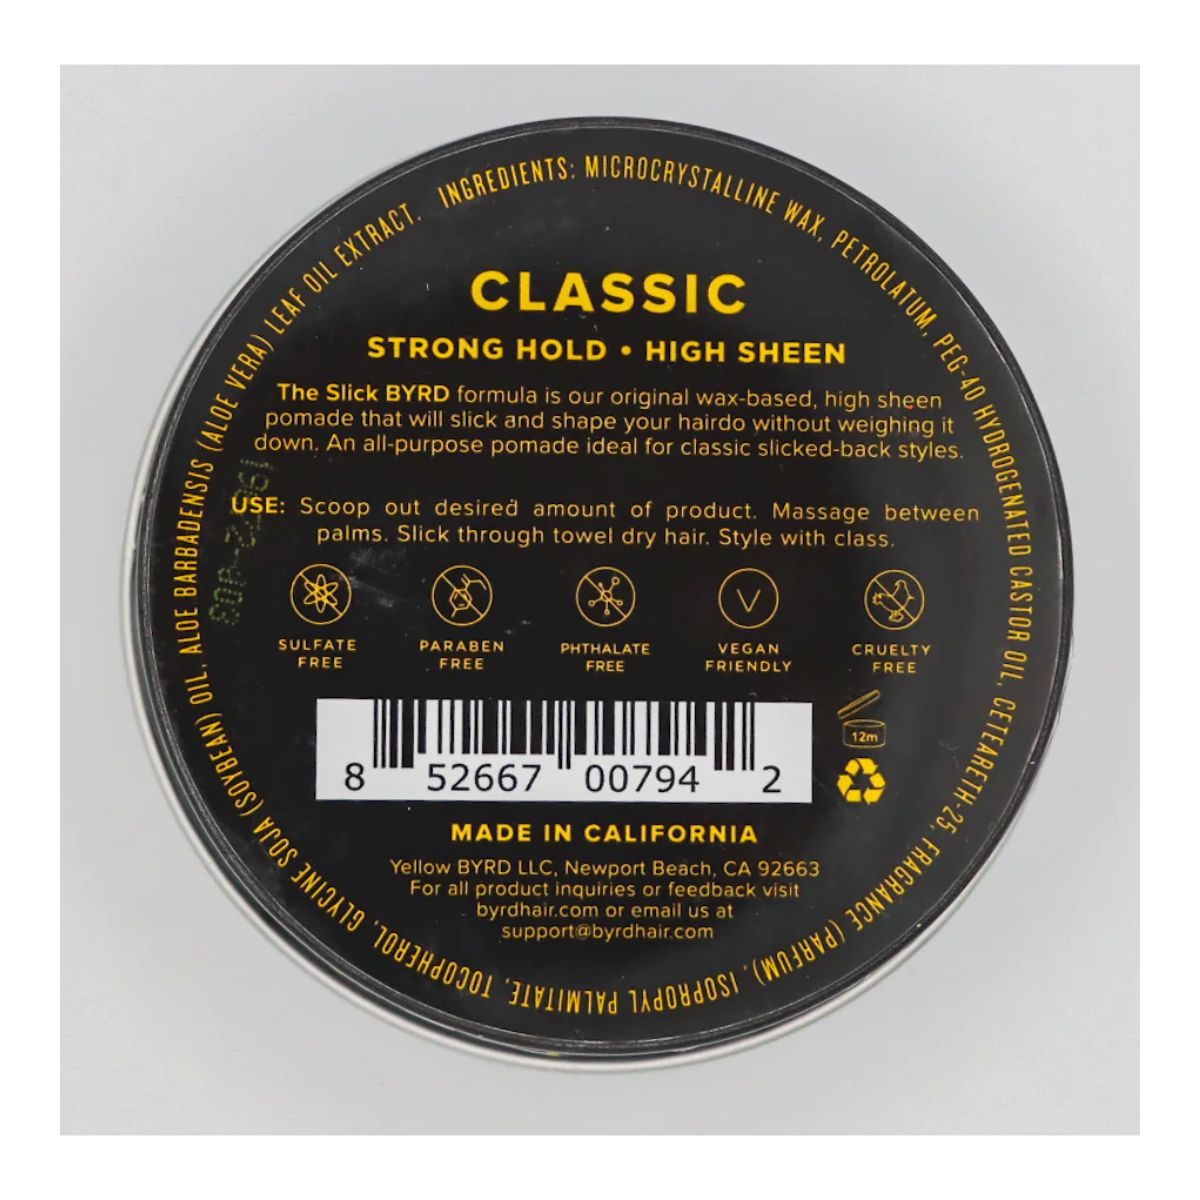 INGREDIENTS: MICROCRYSTALLINE WAX, PETROLATUM, PEG-40 HYDROGENATED CASTOR OIL, CETEARETH-25, FRAGRANCE (PARFUM), ISOPROPYL PALMITATE, TOCOPHEROL, GLYCINE SOJA (SOYBEAN) OIL, ALOE BARBADENSIS (ALOE VERA) LEAF OIL EXTRACT.
CLASSIC
STRONG HOLD • HIGH SHEEN
The Slick BYRD formula is our original wax-based, high sheen
pomade that will slick and shape your hairdo without weighing it
down. An all-purpose pomade ideal for classic slicked-back styles.
USE: Scoop out desired amount of product. Massage between
palms. Slick through towel dry hair. Style with class.
SULFATE
FREE
PARABEN
FREE
PHTHALATE
FREE
V
VEGAN
FRIENDLY
CRUELTY
FREE
12m
8 52667 00794 2
MADE IN CALIFORNIA
Yellow BYRD LLC, Newport Beach, CA 92663
For all product inquiries or feedback visit
byrdhair.com or email us at
support@byrdhair.com